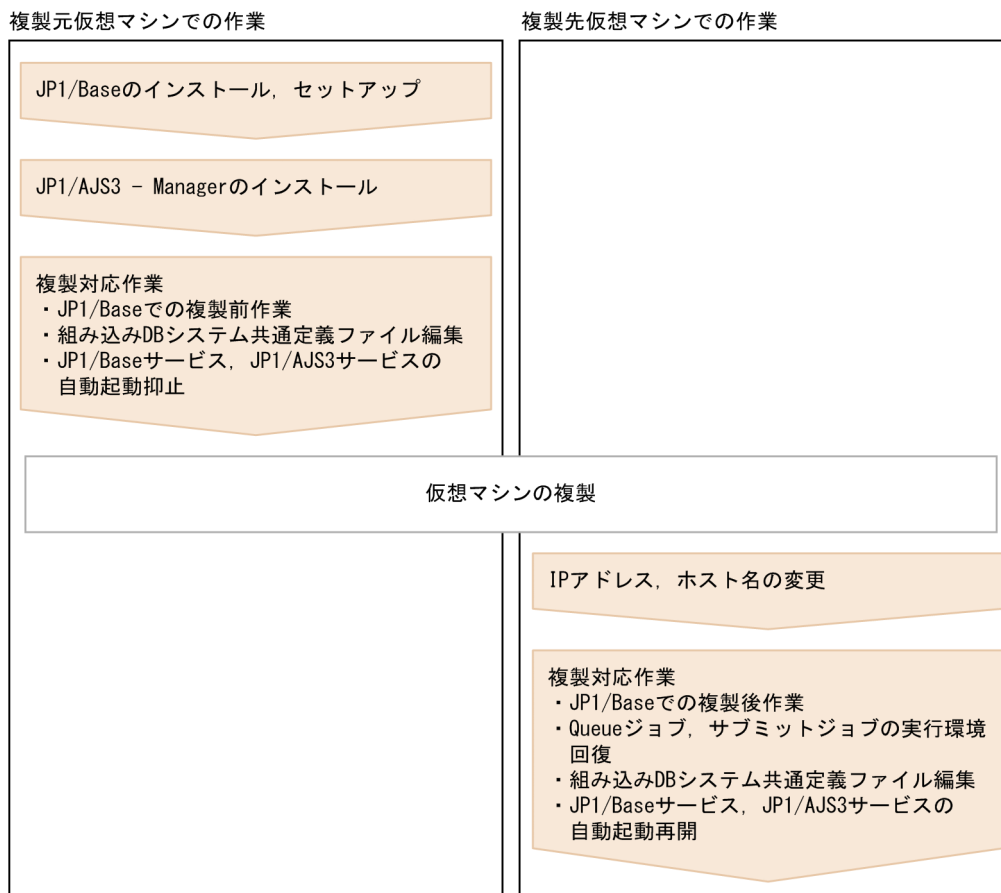 複製元仮想マシンでの作業
複製先仮想マシンでの作業
JP1/Baseのインストール，セットアップ
JP1/AJS3 − Managerのインストール
複製対応作業
・JP1/Baseでの複製前作業
・組み込みDBシステム共通定義ファイル編集
・JP1/Baseサービス，JP1/AJS3サービスの
自動起動抑止
仮想マシンの複製
IPアドレス，ホスト名の変更
複製対応作業
・JP1/Baseでの複製後作業
・Queueジョブ，サブミットジョブの実行環境
回復
・組み込みDBシステム共通定義ファイル編集
・JP1/Baseサービス，JP1/AJS3サービスの
自動起動再開